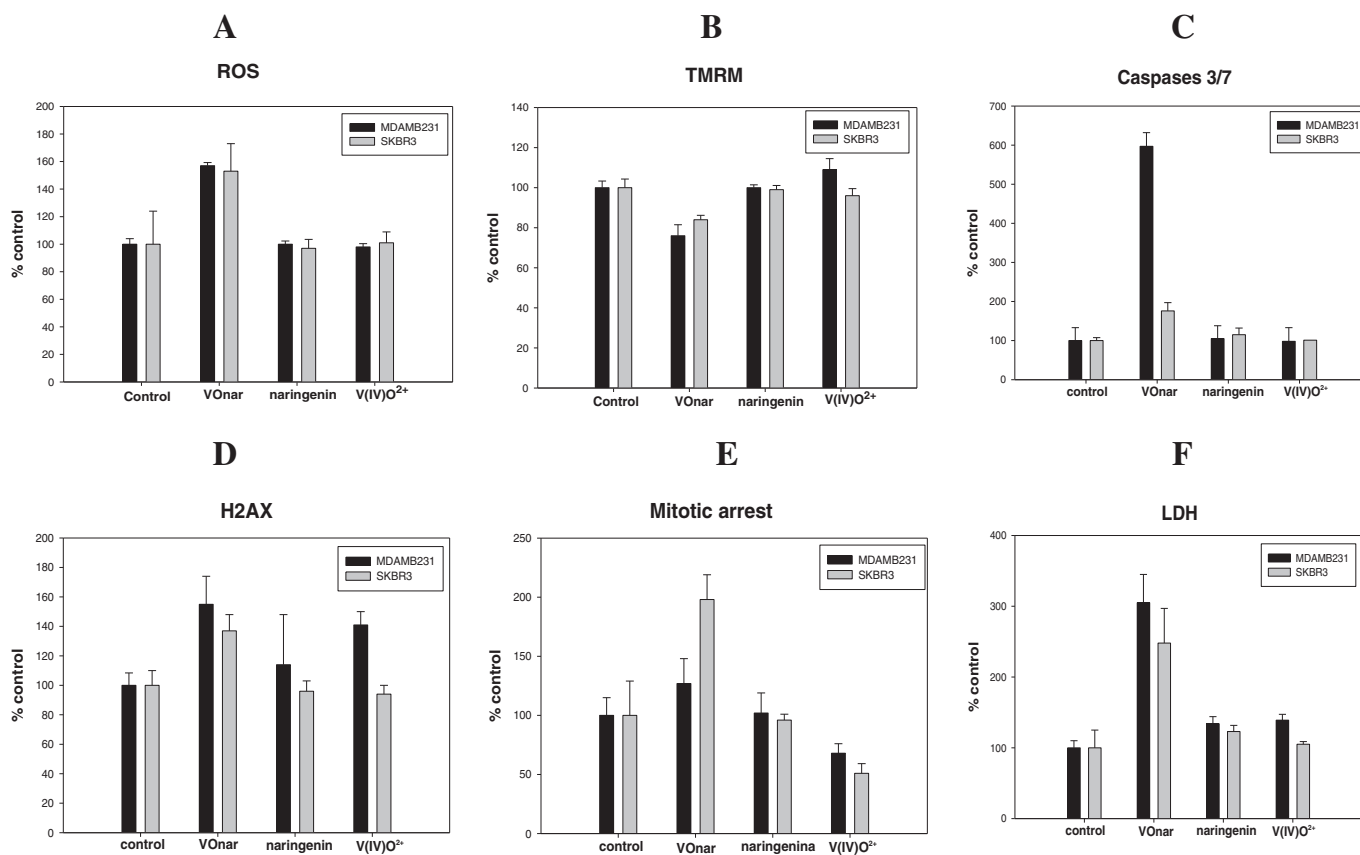 A
B
C
ROS
TMRM
Caspases 3/7
% control
200
180
160
140
120
100
80
60
40
20
0
MDAMB231
SKBR3
Control
VOnar
naringenin
V(IV)O²⁺
% control
140
120
100
80
60
40
20
0
MDAMB231
SKBR3
Control
VOnar
naringenin
V(IV)O²⁺
% control
700
600
500
400
300
200
100
0
MDAMB231
SKBR3
control
VOnar
naringenin
V(IV)O²⁺
D
E
F
H2AX
Mitotic arrest
LDH
% control
200
180
160
140
120
100
80
60
40
20
0
MDAMB231
SKBR3
control
VOnar
naringenin
V(IV)O²⁺
% control
250
200
150
100
50
0
MDAMB231
SKBR3
control
VOnar
naringenina
V(IV)O²⁺
% control
400
300
200
100
0
MDAMB231
SKBR3
control
VOnar
naringenin
V(IV)O²⁺